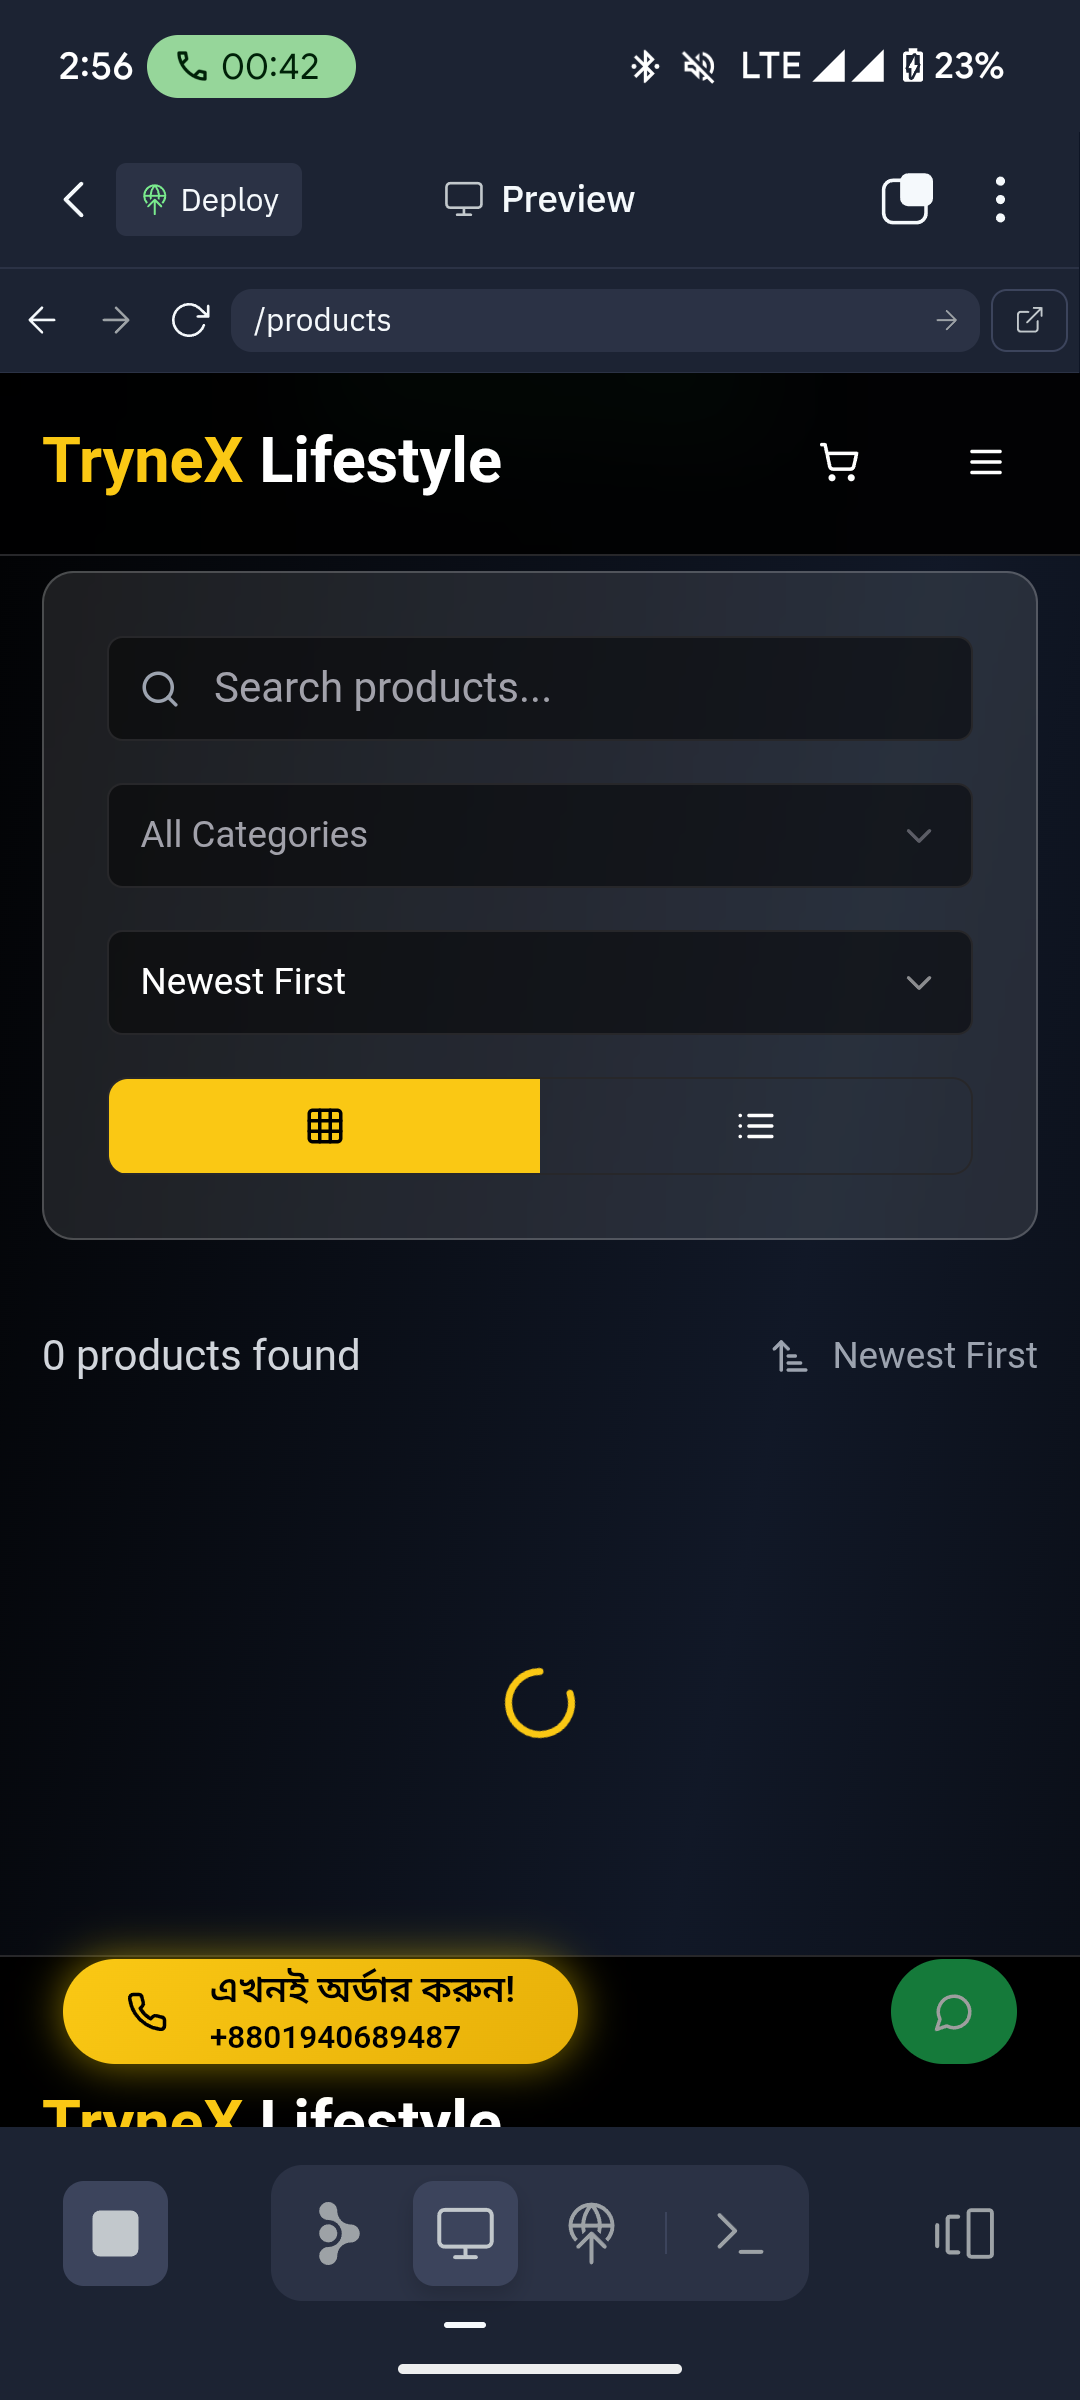 2:56 00:42 LTE 23%
Deploy Preview
/products
TryneX Lifestyle
Search products...
All Categories
Newest First
0 products found Newest First
এখনই অর্ডার করুন!
+8801940689487
TryneX Lifestyle